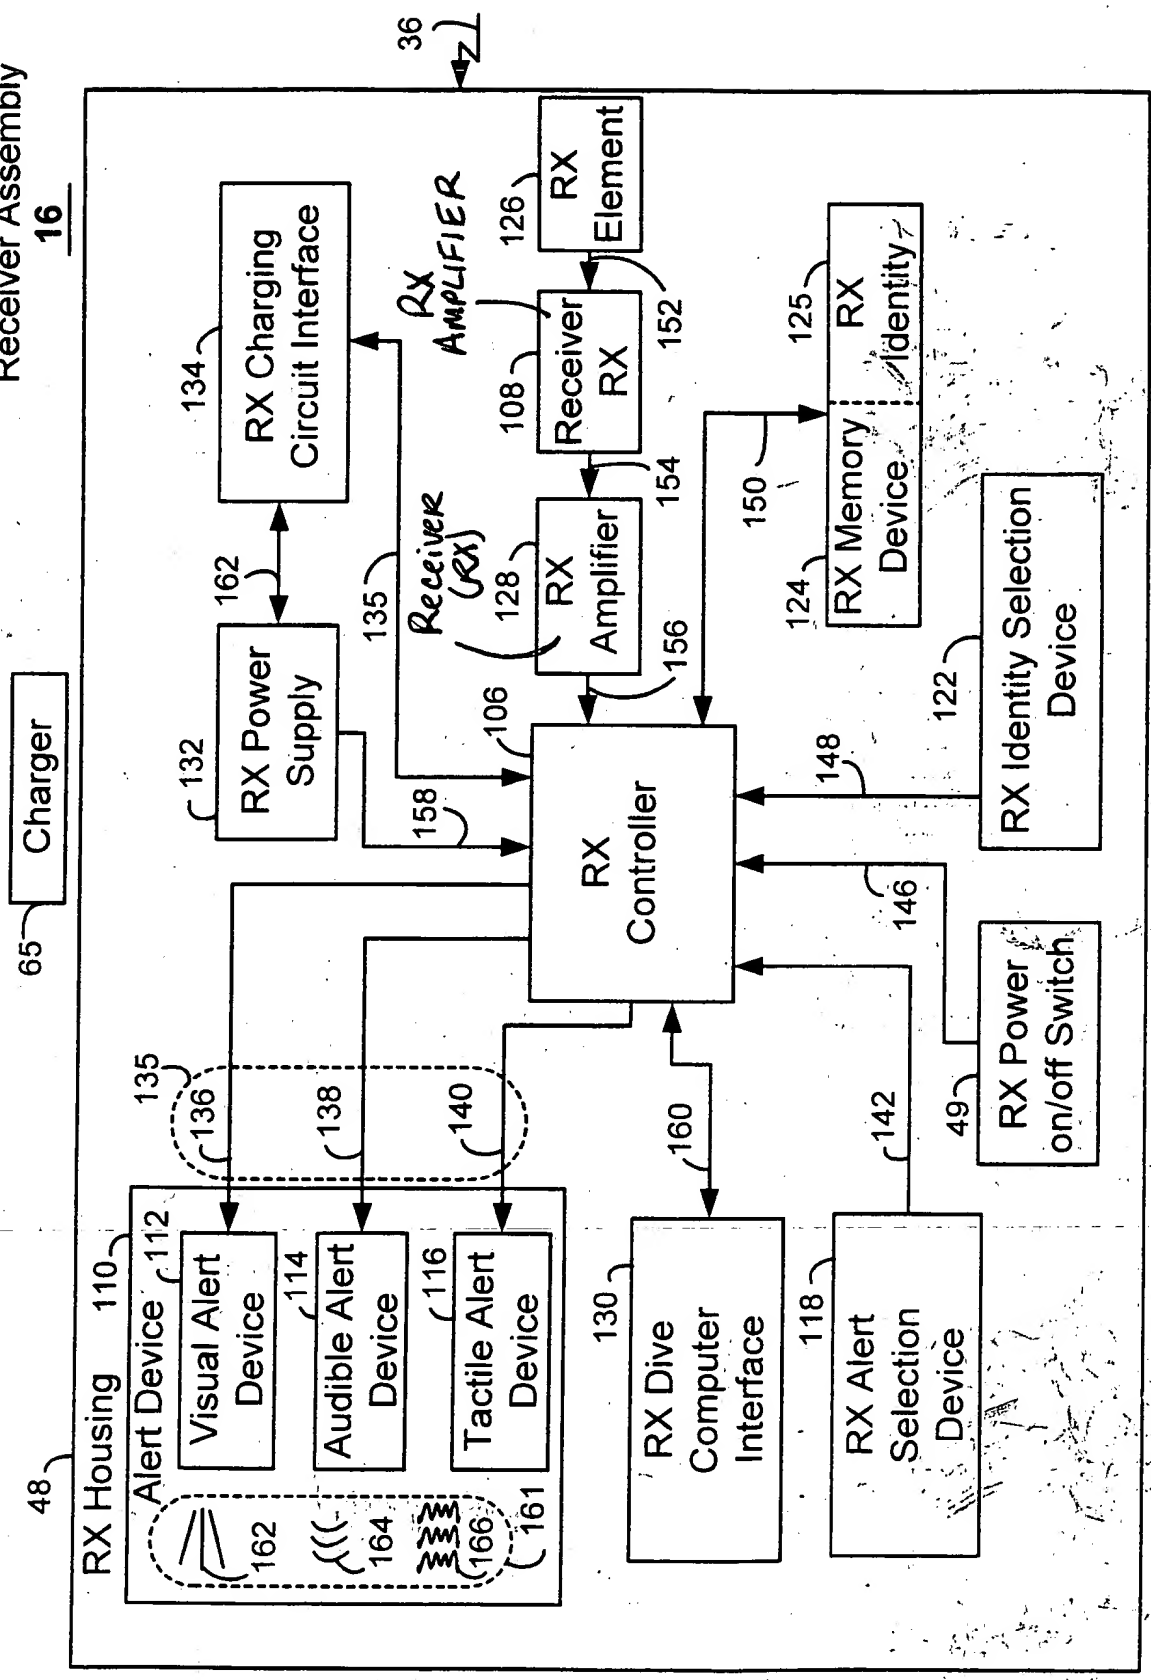 Receiver Assembly
16
36
65
Charger
48
RX Housing
110
Alert Device
112
Visual Alert
Device
114
Audible Alert
Device
116
Tactile Alert
Device
162
164
166
161
135
136
138
140
132
RX Power
Supply
162
134
RX Charging
Circuit Interface
158
135
106
RX
Controller
Receiver
(RX)
128
RX
Amplifier
156
154
RX
AMPLIFIER
108
Receiver
RX
152
126
RX
Element
150
124
RX Memory
Device
125
RX
Identity
130
RX Dive
Computer
Interface
160
118
RX Alert
Selection
Device
142
49
RX Power
on/off Switch
146
148
122
RX Identity Selection
Device